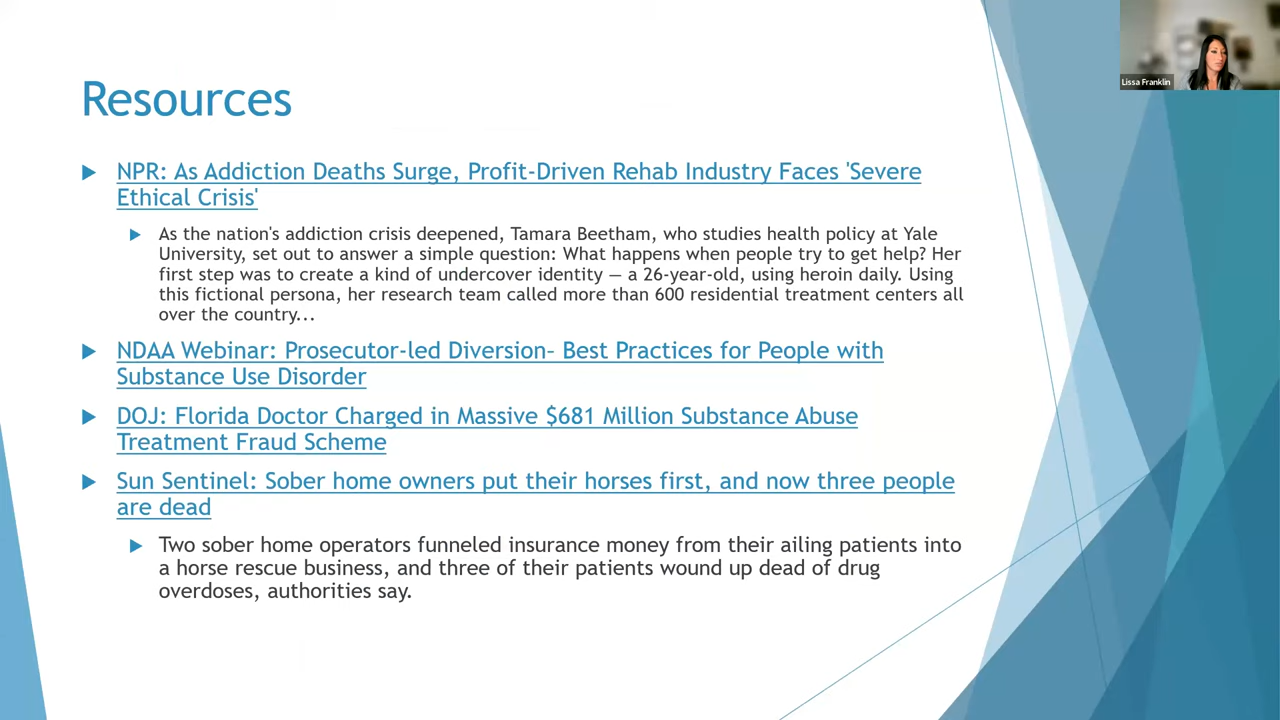 Lissa Franklin
Resources
NPR: As Addiction Deaths Surge, Profit-Driven Rehab Industry Faces 'Severe
Ethical Crisis'
As the nation's addiction crisis deepened, Tamara Beetham, who studies health policy at Yale
University, set out to answer a simple question: What happens when people try to get help? Her
first step was to create a kind of undercover identity — a 26-year-old, using heroin daily. Using
this fictional persona, her research team called more than 600 residential treatment centers all
over the country...
NDAA Webinar: Prosecutor-led Diversion– Best Practices for People with
Substance Use Disorder
DOJ: Florida Doctor Charged in Massive $681 Million Substance Abuse
Treatment Fraud Scheme
Sun Sentinel: Sober home owners put their horses first, and now three people
are dead
Two sober home operators funneled insurance money from their ailing patients into
a horse rescue business, and three of their patients wound up dead of drug
overdoses, authorities say.